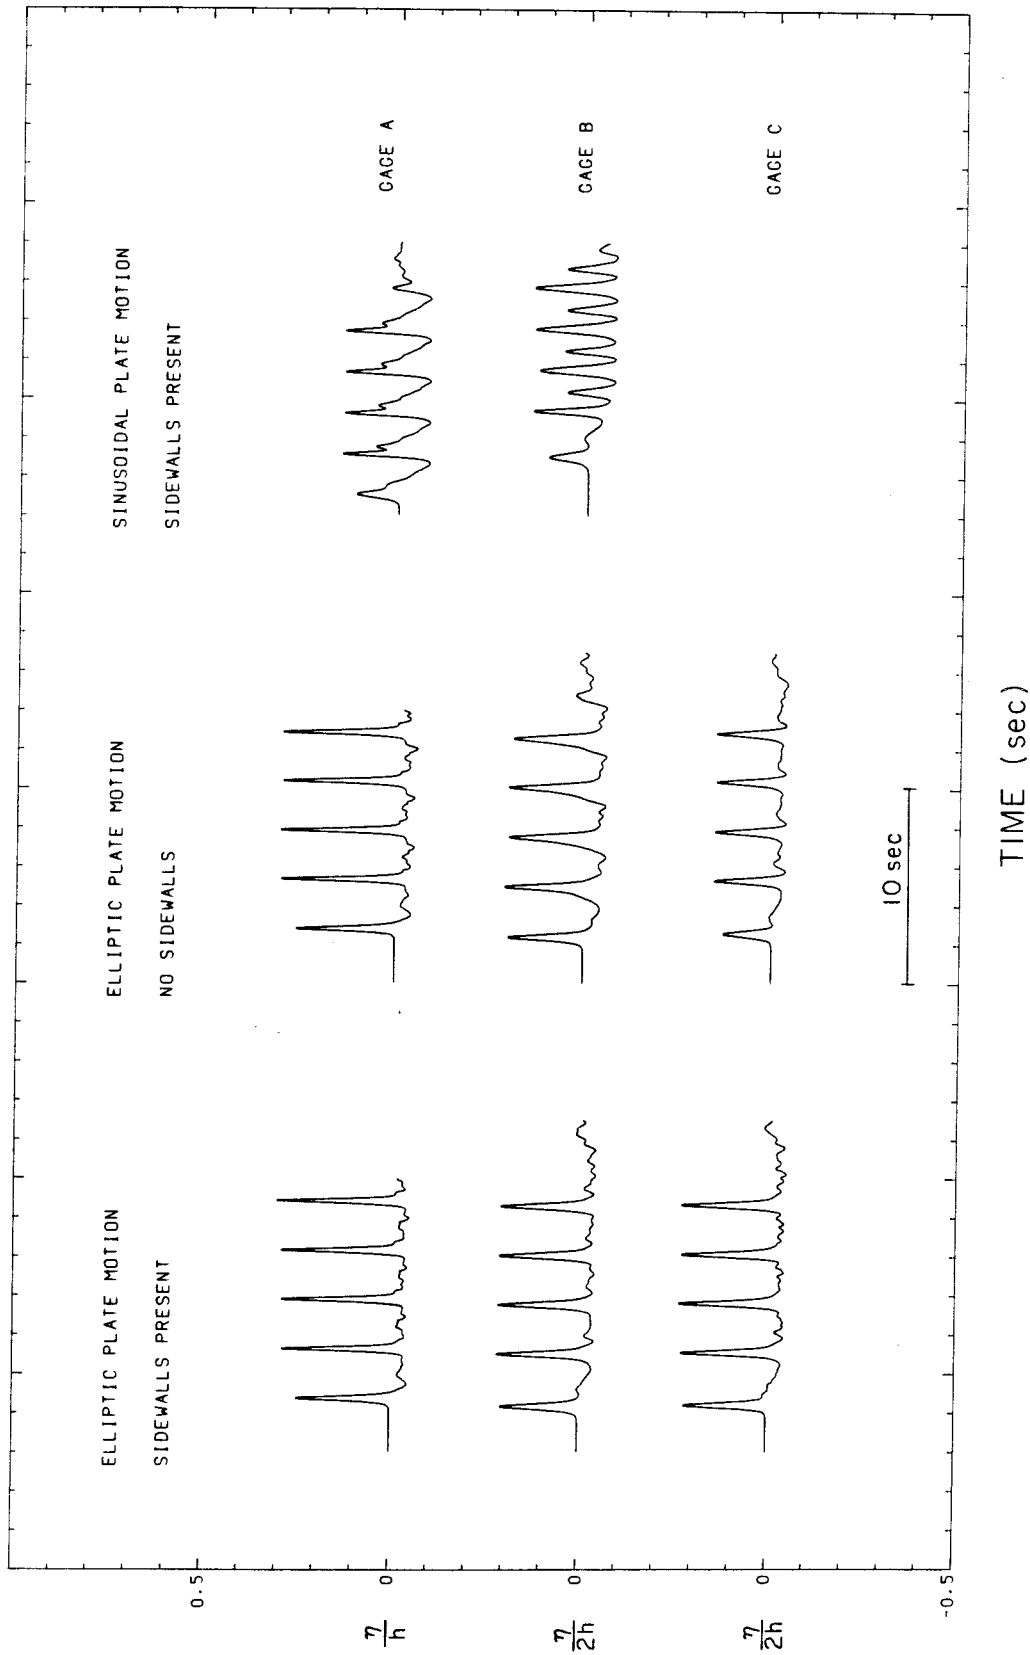 ELLIPTIC PLATE MOTION
SIDEWALLS PRESENT
ELLIPTIC PLATE MOTION
NO SIDEWALLS
SINUSOIDAL PLATE MOTION
SIDEWALLS PRESENT
0.5
η/h
0
GAGE A
η/2h
0
GAGE B
η/2h
0
GAGE C
10 sec
-0.5
TIME (sec)